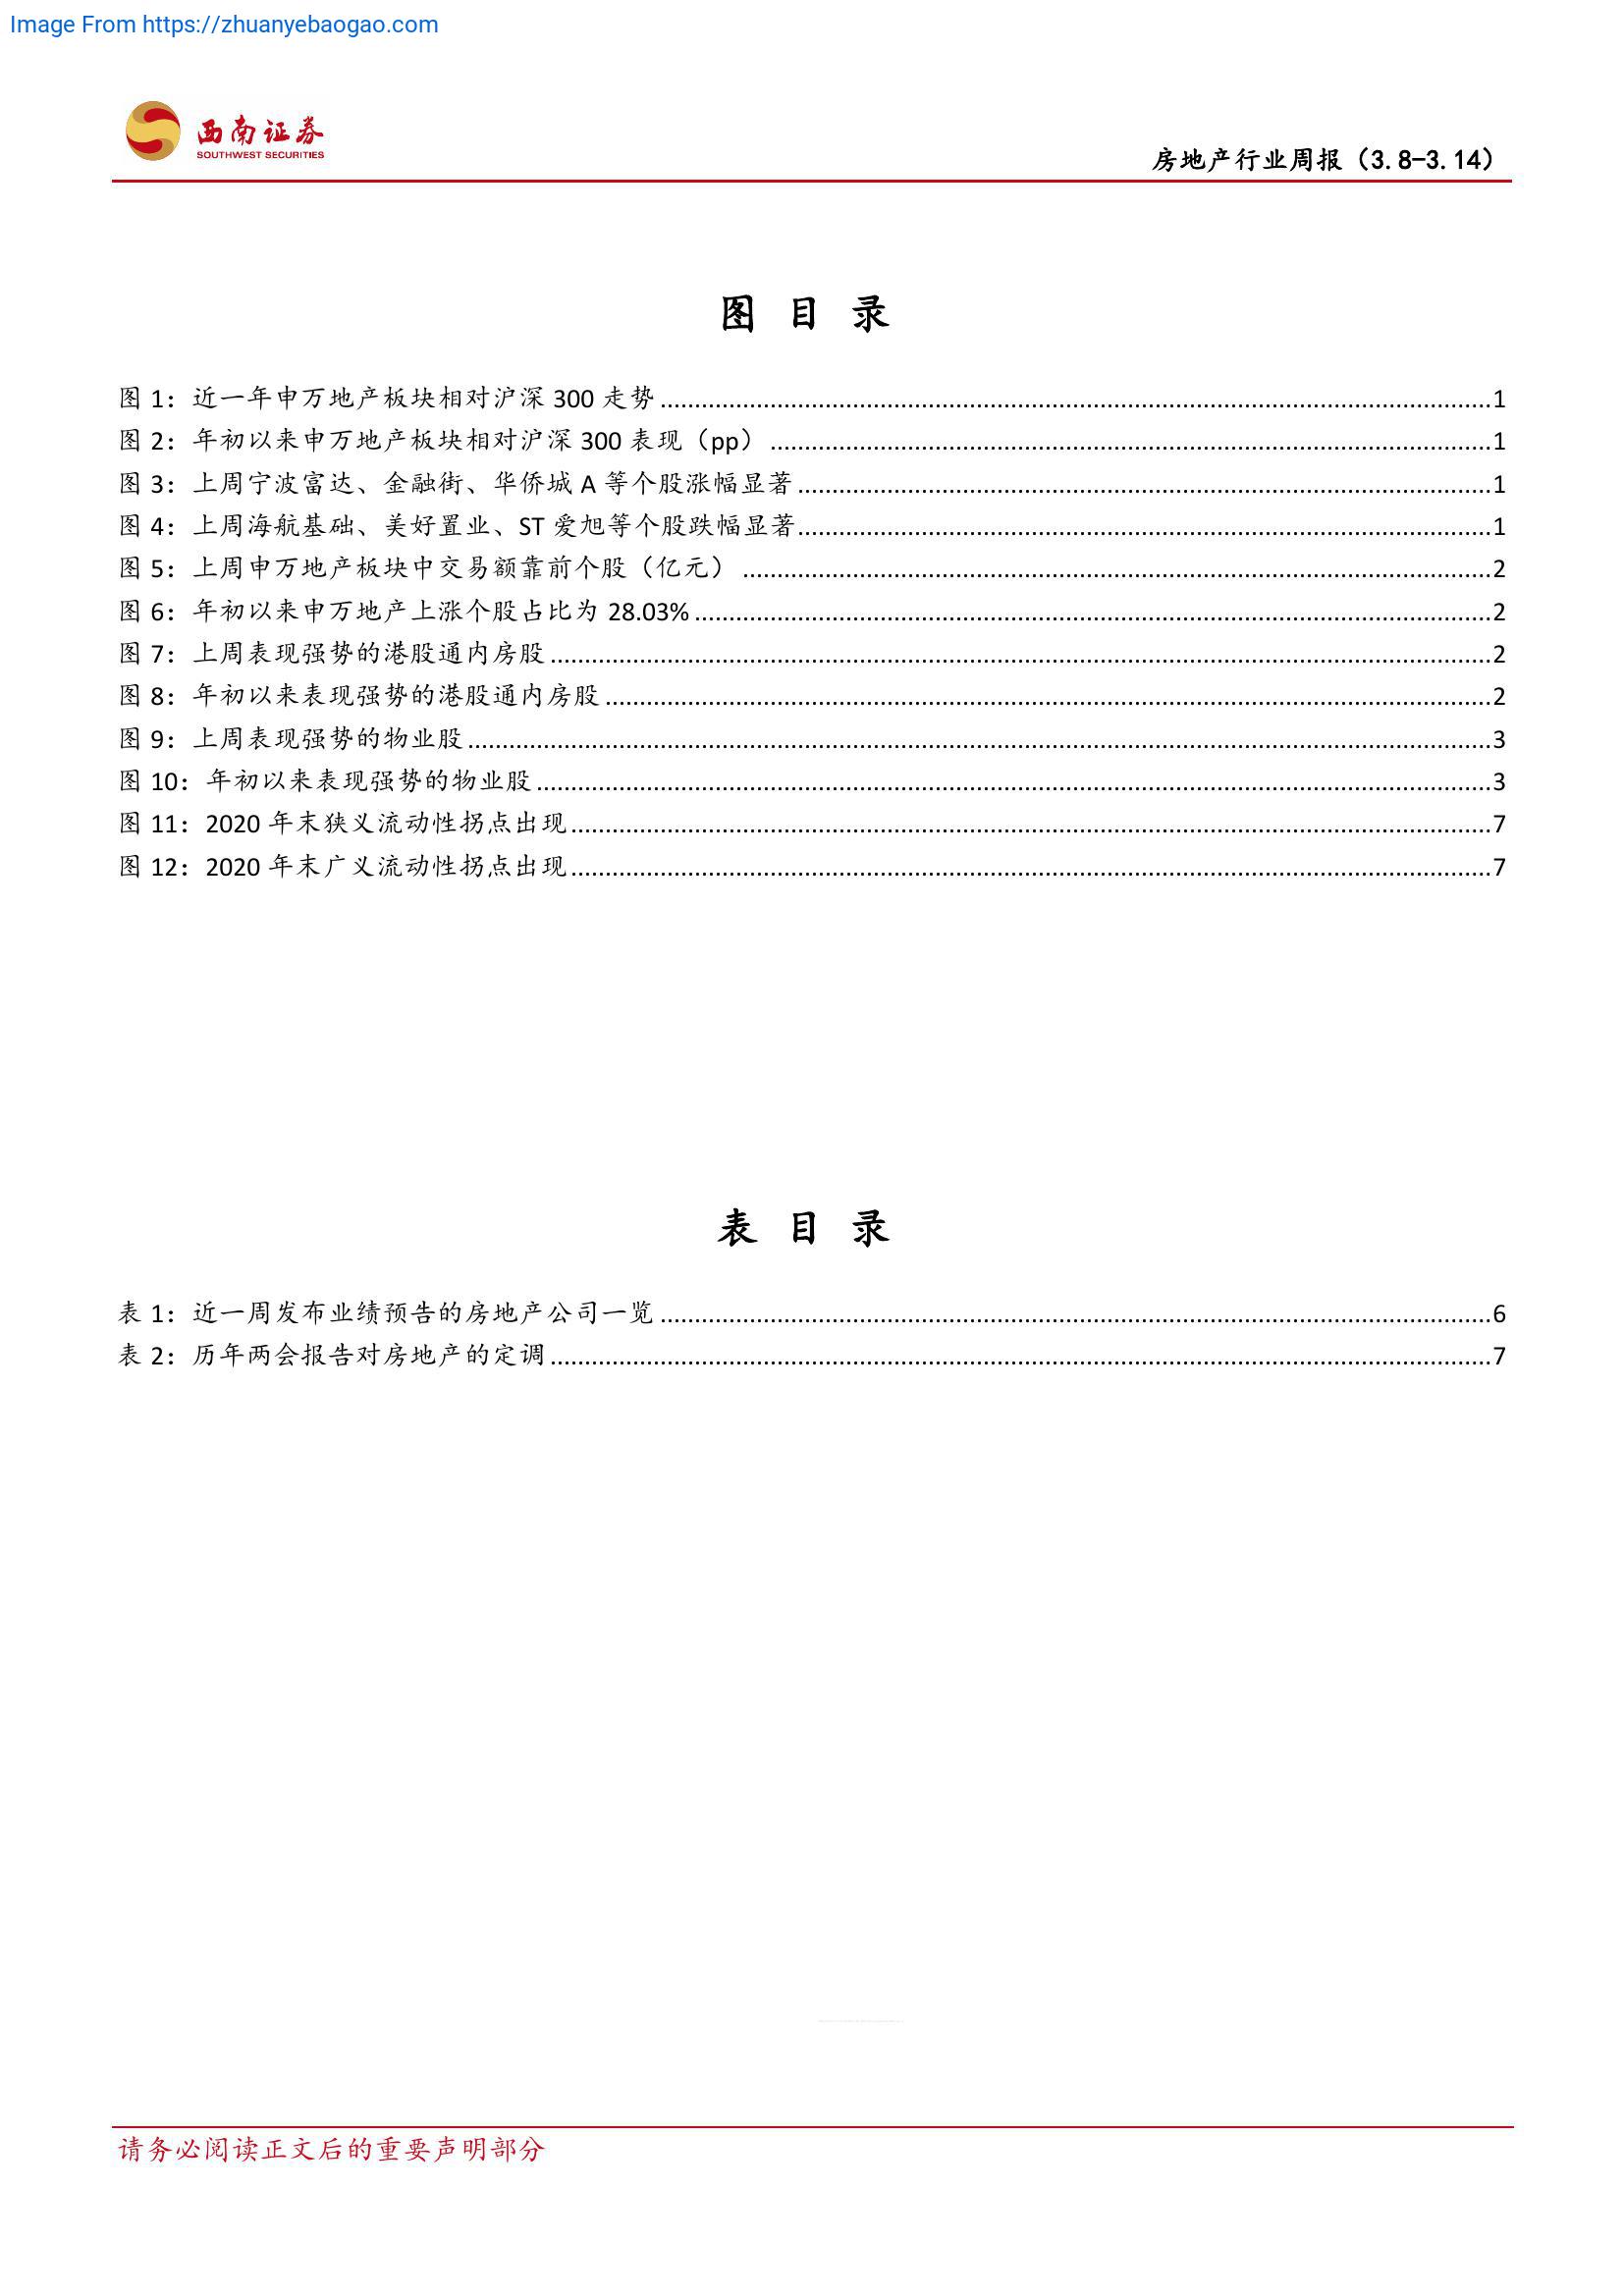 Image From https://zhuanyebaogao.com
西南证券
SOUTHWEST SECURITIES
房地产行业周报（3.8-3.14）
图 目 录
图 1：近一年申万地产板块相对沪深 300 走势 1
图 2：年初以来申万地产板块相对沪深 300 表现（pp） 1
图 3：上周宁波富达、金融街、华侨城 A 等个股涨幅显著 1
图 4：上周海航基础、美好置业、ST 爱旭等个股跌幅显著 1
图 5：上周申万地产板块中交易额靠前个股（亿元） 2
图 6：年初以来申万地产上涨个股占比为 28.03% 2
图 7：上周表现强势的港股通内房股 2
图 8：年初以来表现强势的港股通内房股 2
图 9：上周表现强势的物业股 3
图 10：年初以来表现强势的物业股 3
图 11：2020 年末狭义流动性拐点出现 7
图 12：2020 年末广义流动性拐点出现 7
表 目 录
表 1：近一周发布业绩预告的房地产公司一览 6
表 2：历年两会报告对房地产的定调 7
请务必阅读正文后的重要声明部分